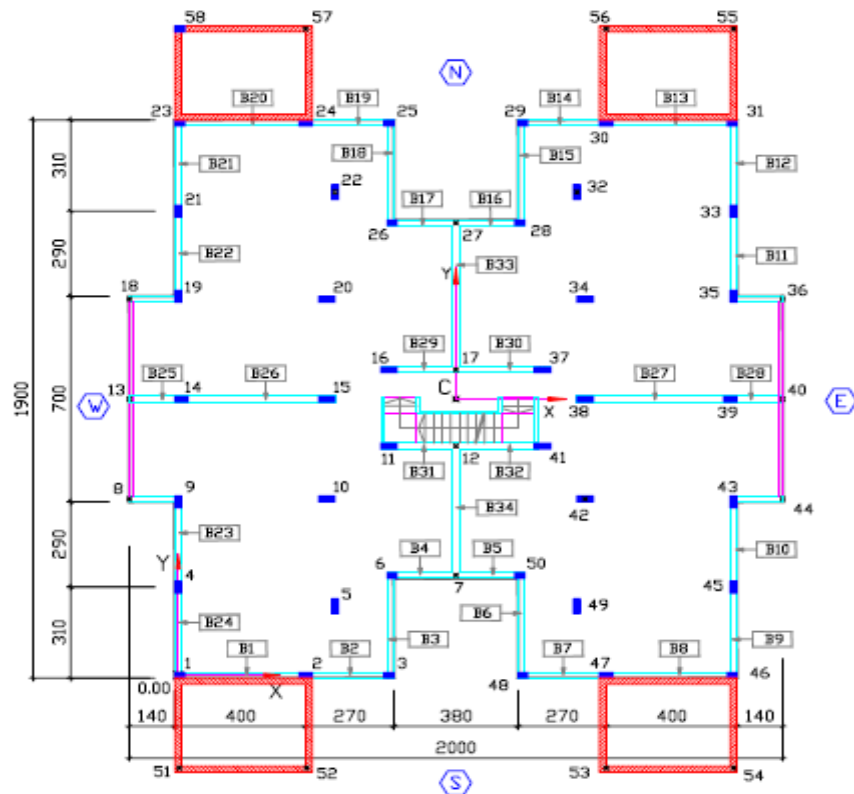 58 57 56 55
N
23 B20 24 B19 25 29 B14 30 B13 31
310 B21 B18 B15 B12
21 22 32 33
26 B17 27 B16 28
290 B22 B33 B11
18 19 20 Y 34 35 36
16 B29 17 B30 37
1900 700 W 13 B25 14 B26 15 C X 38 B27 39 B28 40 E
11 B31 12 B32 41
8 9 10 42 43 44
290 B23 B34 B10
Y 4 5 6 B4 7 B5 50 49 45
310 B24 B3 B6 B9
1 B1 2 B2 3 48 B7 47 B8 46
0.00 X
140 400 270 380 270 400 140
2000
51 52 S 53 54